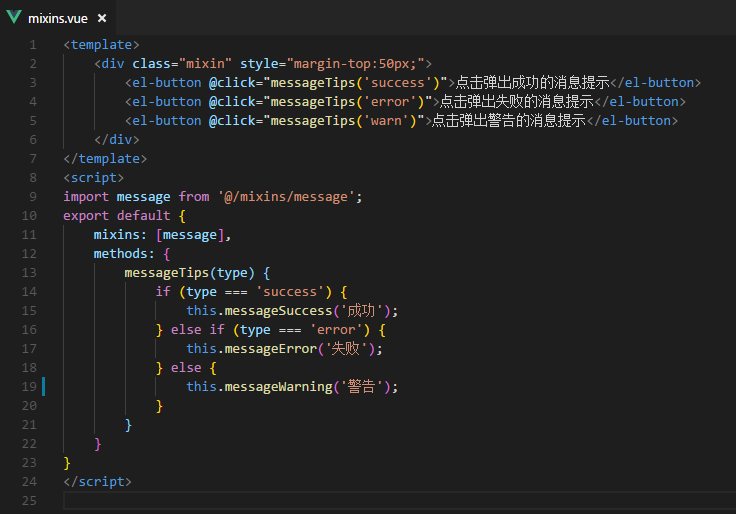 mixins.vue ×
1 <template>
2     <div class="mixin" style="margin-top:50px;">
3         <el-button @click="messageTips('success')">点击弹出成功的消息提示</el-button>
4         <el-button @click="messageTips('error')">点击弹出失败的消息提示</el-button>
5         <el-button @click="messageTips('warn')">点击弹出警告的消息提示</el-button>
6     </div>
7 </template>
8 <script>
9 import message from '@/mixins/message';
10 export default {
11     mixins: [message],
12     methods: {
13         messageTips(type) {
14             if (type === 'success') {
15                 this.messageSuccess('成功');
16             } else if (type === 'error') {
17                 this.messageError('失败');
18             } else {
19                 this.messageWarning('警告');
20             }
21         }
22     }
23 }
24 </script>
25